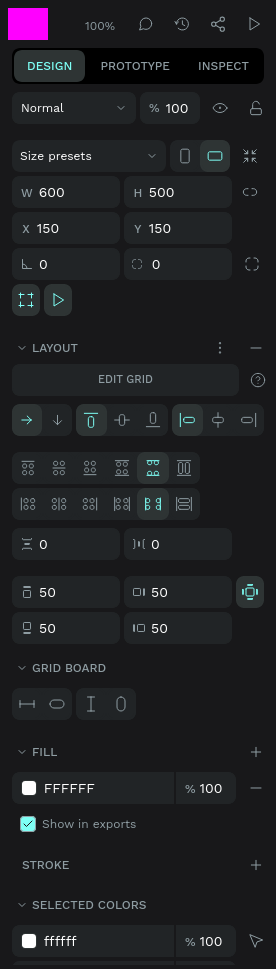 100%
DESIGN PROTOTYPE INSPECT
Normal % 100
Size presets
W 600 H 500
X 150 Y 150
0 0
LAYOUT
EDIT GRID ?
0 0
50 50
50 50
GRID BOARD
FILL
FFFFFF % 100
Show in exports
STROKE
SELECTED COLORS
ffffff % 100